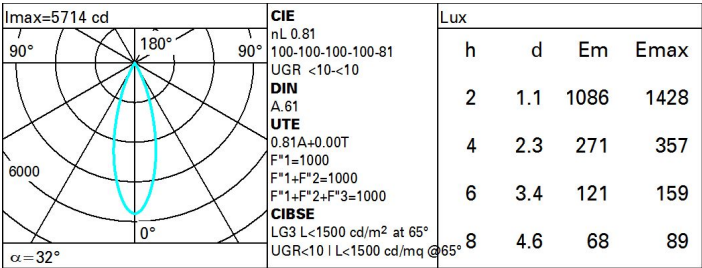 Imax=5714 cd
90°
180°
90°
6000
0°
α=32°
CIE
nL 0.81
100-100-100-100-81
UGR <10-<10
DIN
A.61
UTE
0.81A+0.00T
F"1=1000
F"1+F"2=1000
F"1+F"2+F"3=1000
CIBSE
LG3 L<1500 cd/m² at 65°
UGR<10 | L<1500 cd/mq @65°
Lux
h d Em Emax
2 1.1 1086 1428
4 2.3 271 357
6 3.4 121 159
8 4.6 68 89